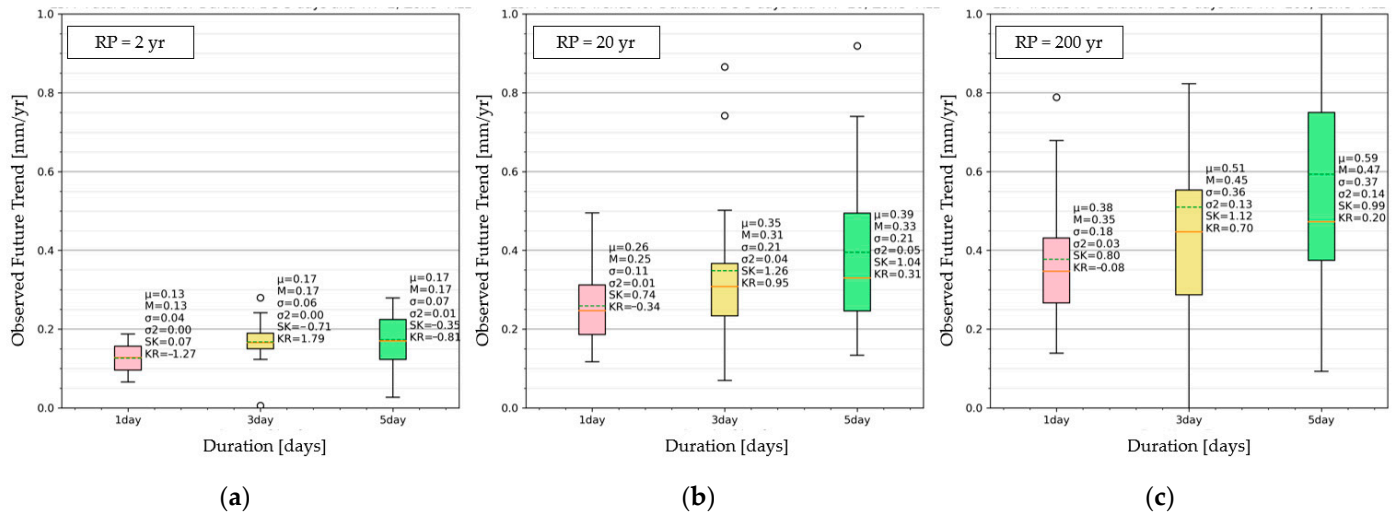 RP = 2 yr
Observed Future Trend [mm/yr]
1.0
0.8
0.6
0.4
0.2
0.0
μ=0.13
M=0.13
σ=0.04
σ2=0.00
SK=0.07
KR=-1.27
μ=0.17
M=0.17
σ=0.06
σ2=0.00
SK=-0.71
KR=1.79
μ=0.17
M=0.17
σ=0.07
σ2=0.01
SK=-0.35
KR=-0.81
1day
3day
5day
Duration [days]
(a)
RP = 20 yr
Observed Future Trend [mm/yr]
1.0
0.8
0.6
0.4
0.2
0.0
μ=0.26
M=0.25
σ=0.11
σ2=0.01
SK=0.74
KR=-0.34
μ=0.35
M=0.31
σ=0.21
σ2=0.04
SK=1.26
KR=0.95
μ=0.39
M=0.33
σ=0.21
σ2=0.05
SK=1.04
KR=0.31
1day
3day
5day
Duration [days]
(b)
RP = 200 yr
Observed Future Trend [mm/yr]
1.0
0.8
0.6
0.4
0.2
0.0
μ=0.38
M=0.35
σ=0.18
σ2=0.03
SK=0.80
KR=-0.08
μ=0.51
M=0.45
σ=0.36
σ2=0.13
SK=1.12
KR=0.70
μ=0.59
M=0.47
σ=0.37
σ2=0.14
SK=0.99
KR=0.20
1day
3day
5day
Duration [days]
(c)